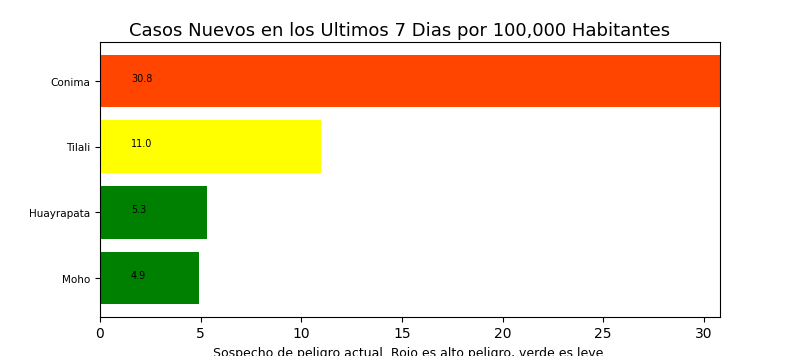 Casos Nuevos en los Ultimos 7 Dias por 100,000 Habitantes
Conima
30.8
Tilali
11.0
Huayrapata
5.3
Moho
4.9
0 5 10 15 20 25 30
Sospecho de peligro actual. Rojo es alto peligro, verde es leve